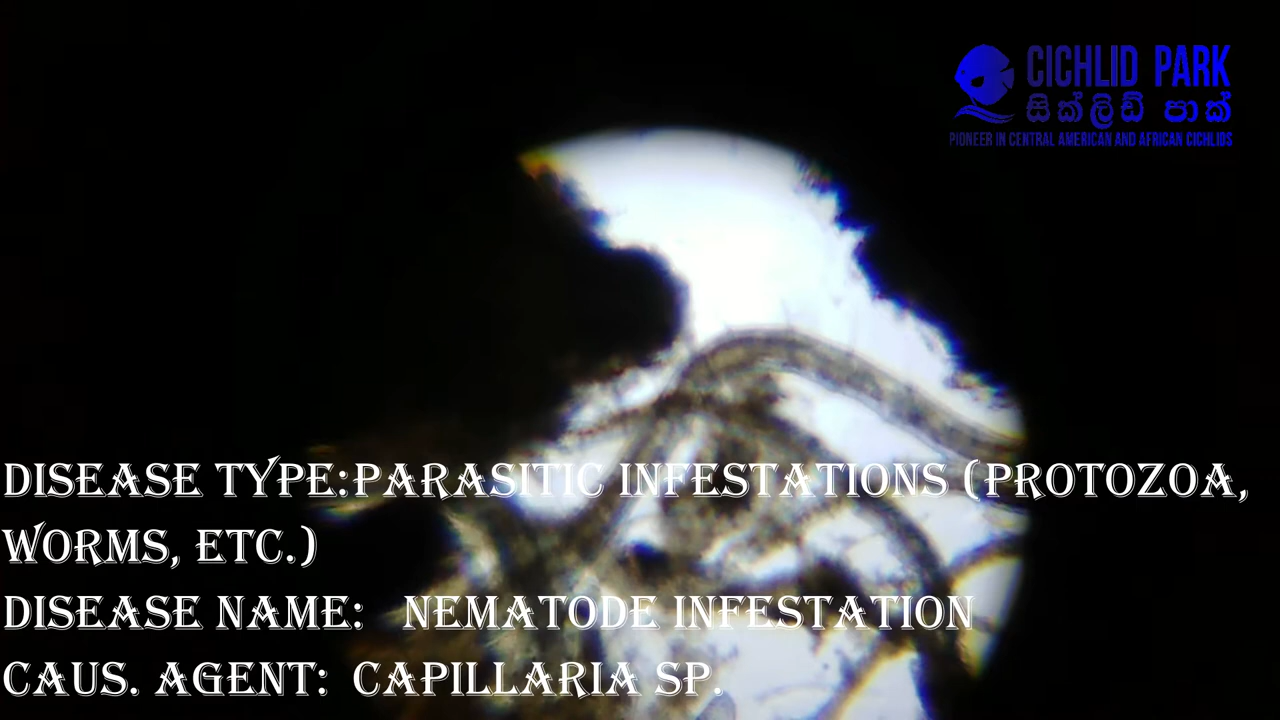 CICHLID PARK
සික්ලිඩ් පාක්
PIONEER IN CENTRAL AMERICAN AND AFRICAN CICHLIDS
DISEASE TYPE:PARASITIC INFESTATIONS (PROTOZOA,
WORMS, ETC.)
DISEASE NAME: NEMATODE INFESTATION
CAUS. AGENT: CAPILLARIA SP.